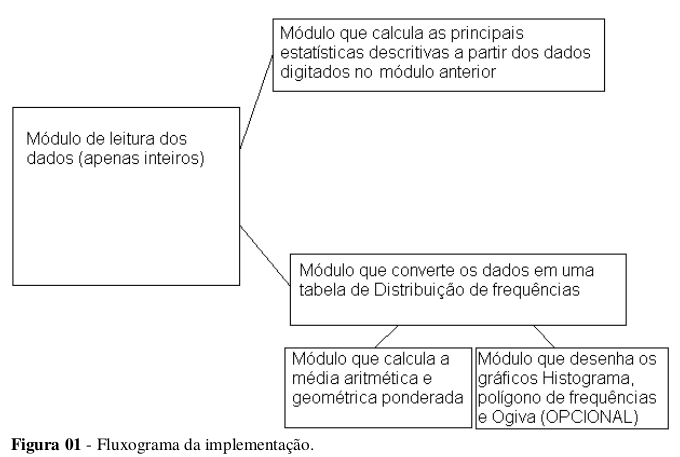 Módulo que calcula as principais
estatísticas descritivas a partir dos dados
digitados no módulo anterior
Módulo de leitura dos
dados (apenas inteiros)
Módulo que converte os dados em uma
tabela de Distribuição de frequências
Módulo que calcula a
média aritmética e
geométrica ponderada
Módulo que desenha os
gráficos Histograma,
polígono de frequências
e Ogiva (OPCIONAL)
Figura 01 - Fluxograma da implementação.